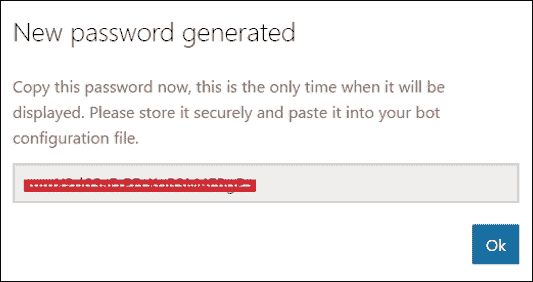 New password generated
Copy this password now, this is the only time when it will be
displayed. Please store it securely and paste it into your bot
configuration file.
Ok